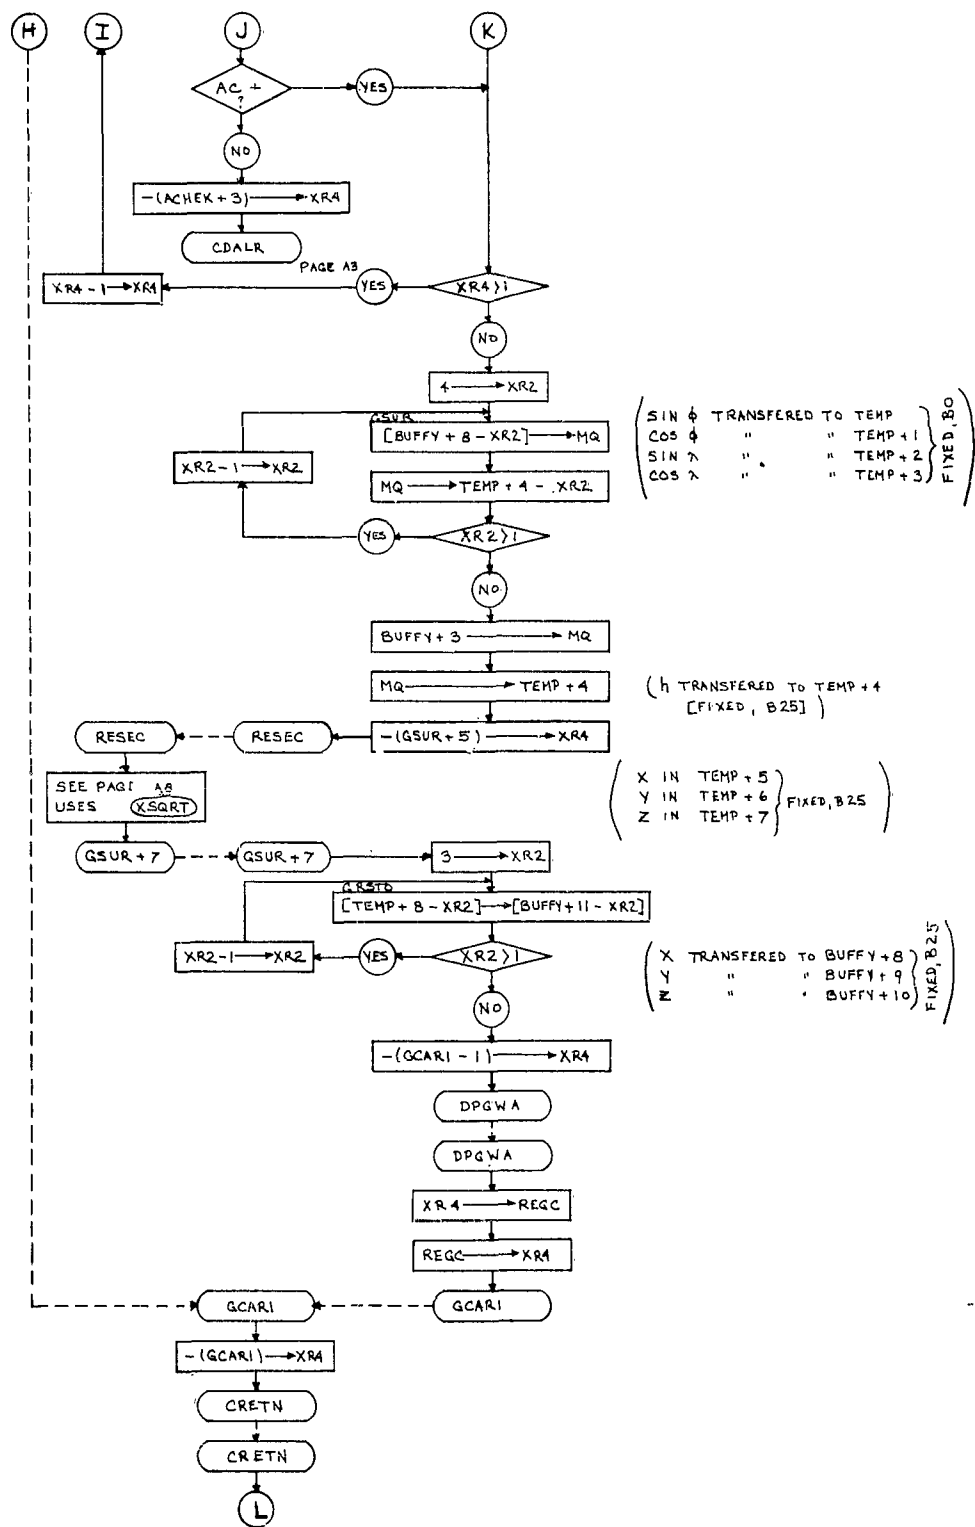 H I J K
AC +
?
YES
NO
-(ACHEK + 3) → XR4
CDALR
PAGE A3
XR4 - 1 → XR4
YES
XR4 > 1
NO
4 → XR2
GSUR
[BUFFY + 8 - XR2] → MQ
XR2 - 1 → XR2
MQ → TEMP + 4 - XR2
YES
XR2 > 1
NO
SIN ϕ TRANSFERED TO TEMP
COS ϕ " " TEMP + 1
SIN λ " " TEMP + 2
COS λ " " TEMP + 3
FIXED, B0
BUFFY + 3 → MQ
MQ → TEMP + 4
(h TRANSFERED TO TEMP + 4
[FIXED, B25] )
RESEC RESEC -(GSUR + 5) → XR4
SEE PAGE A8
USES XSQRT
X IN TEMP + 5
Y IN TEMP + 6
Z IN TEMP + 7
FIXED, B25
GSUR + 7 GSUR + 7 3 → XR2
GRSTO
[TEMP + 8 - XR2] → [BUFFY + 11 - XR2]
XR2 - 1 → XR2 YES XR2 > 1
NO
X TRANSFERED TO BUFFY + 8
Y " " BUFFY + 9
Z " " BUFFY + 10
FIXED, B25
-(GCAR1 - 1) → XR4
DPGWA
DPGWA
XR4 → REGC
REGC → XR4
GCAR1 GCAR1
-(GCAR1) → XR4
CRETN
CRETN
L